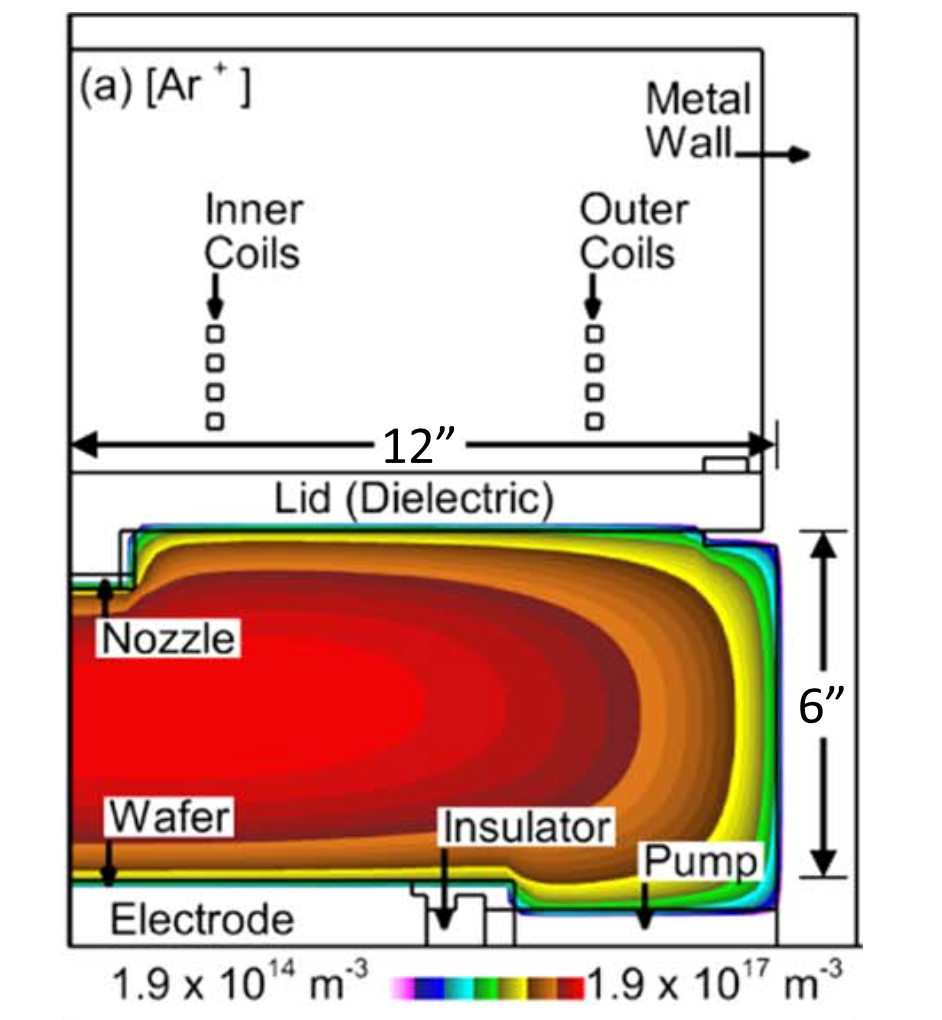 (a) [Ar⁺]
Metal
Wall
Inner
Coils
Outer
Coils
12”
Lid (Dielectric)
Nozzle
6”
Wafer
Insulator
Pump
Electrode
1.9 x 10¹⁴ m⁻³
1.9 x 10¹⁷ m⁻³